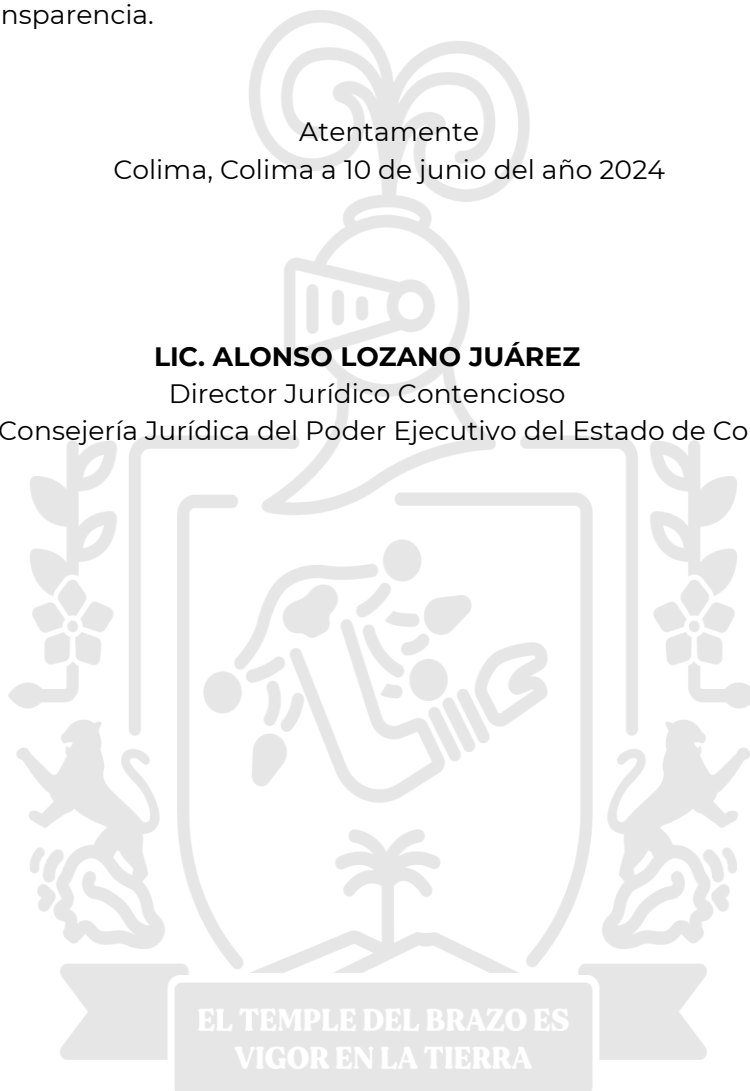 nsparencia.
Atentamente
Colima, Colima a 10 de junio del año 2024
LIC. ALONSO LOZANO JUÁREZ
Director Jurídico Contencioso
Consejería Jurídica del Poder Ejecutivo del Estado de Co
EL TEMPLE DEL BRAZO ES
VIGOR EN LA TIERRA